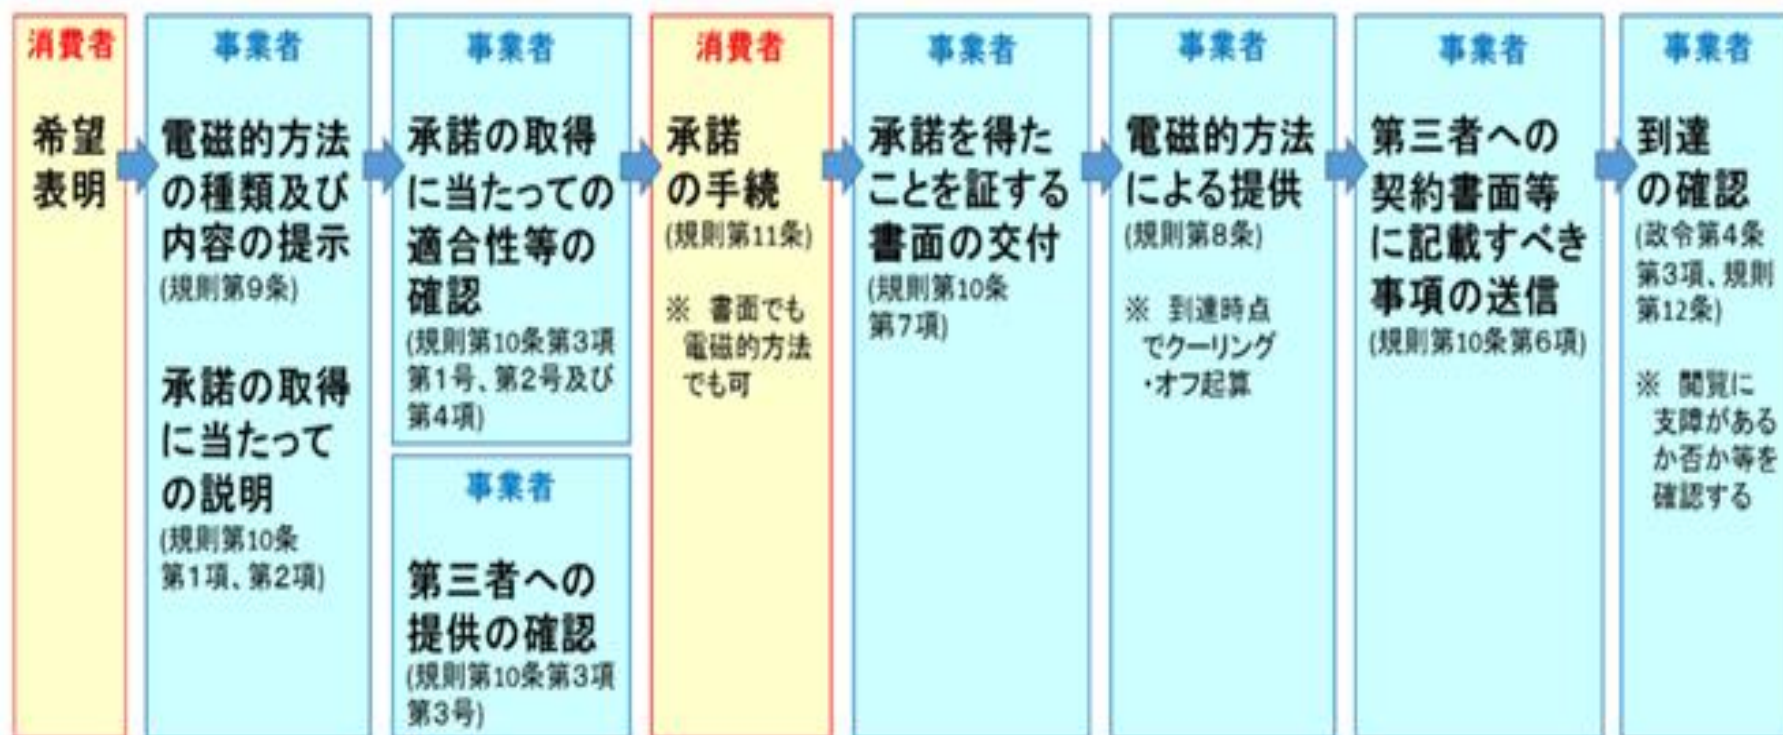 消費者
希望
表明
事業者
電磁的方法
の種類及び
内容の提示
(規則第9条)
承諾の取得
に当たって
の説明
(規則第10条
第1項、第2項)
事業者
承諾の取得
に当たっての
適合性等の
確認
(規則第10条第3項
第1号、第2号及び
第4項)
事業者
第三者への
提供の確認
(規則第10条第3項
第3号)
消費者
承諾
の手続
(規則第11条)
※ 書面でも
電磁的方法
でも可
事業者
承諾を得た
ことを証する
書面の交付
(規則第10条
第7項)
事業者
電磁的方法
による提供
(規則第8条)
※ 到達時点
でクーリング
・オフ起算
事業者
第三者への
契約書面等
に記載すべき
事項の送信
(規則第10条第6項)
事業者
到達
の確認
(政令第4条
第3項、規則
第12条)
※ 閲覧に
支障がある
か否か等を
確認する